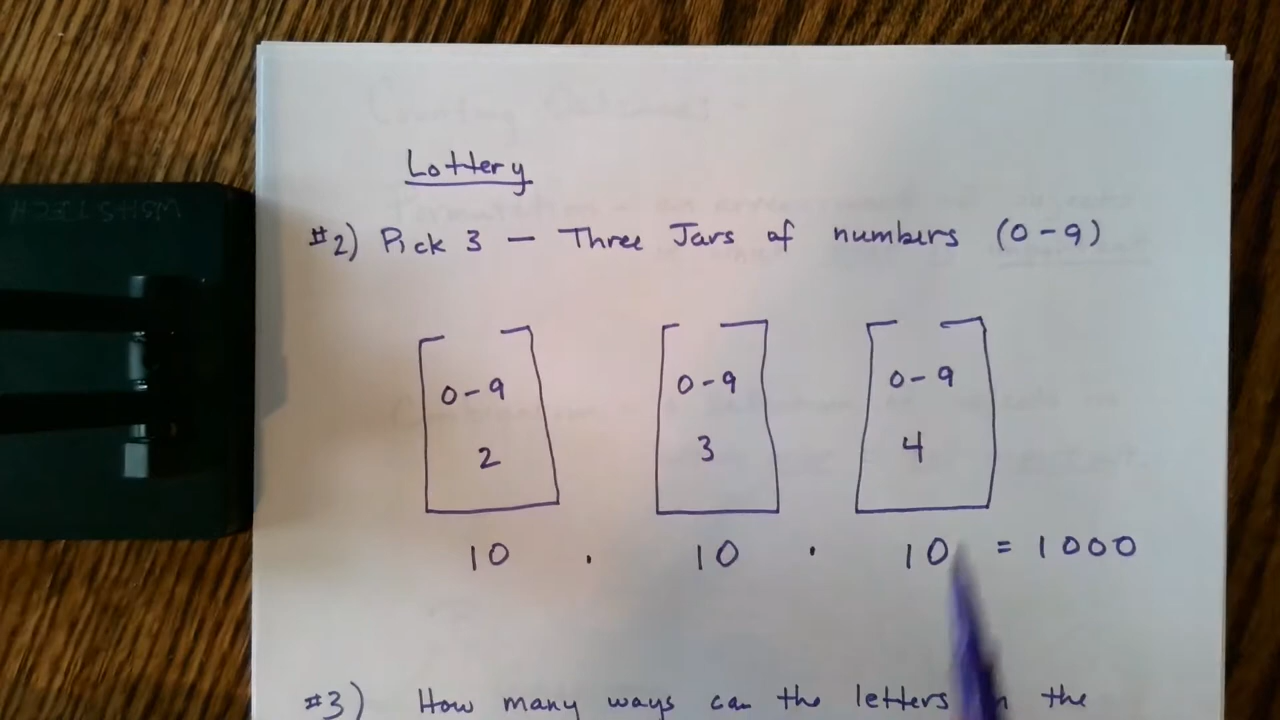 Lottery
#2) Pick 3 — Three Jars of numbers (0-9)
0-9 0-9 0-9
2 3 4
10 · 10 · 10 = 1000
#3) How many ways can the letters the